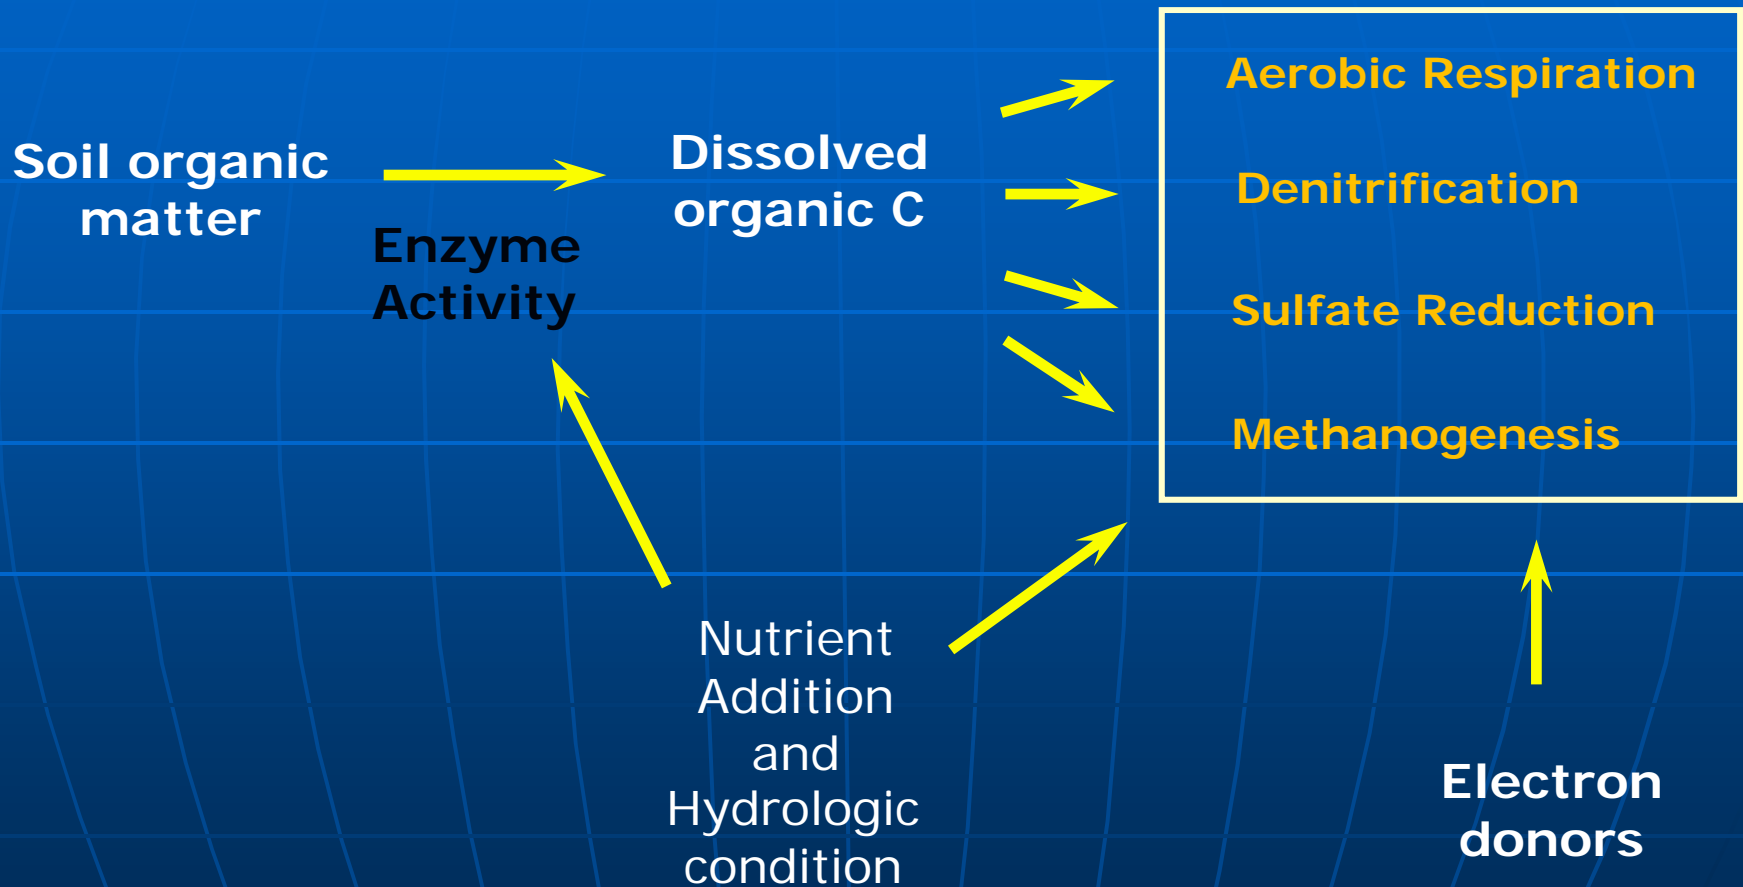 Soil organic
matter
Enzyme
Activity
Dissolved
organic C
Aerobic Respiration
Denitrification
Sulfate Reduction
Methanogenesis
Nutrient
Addition
and
Hydrologic
condition
Electron
donors